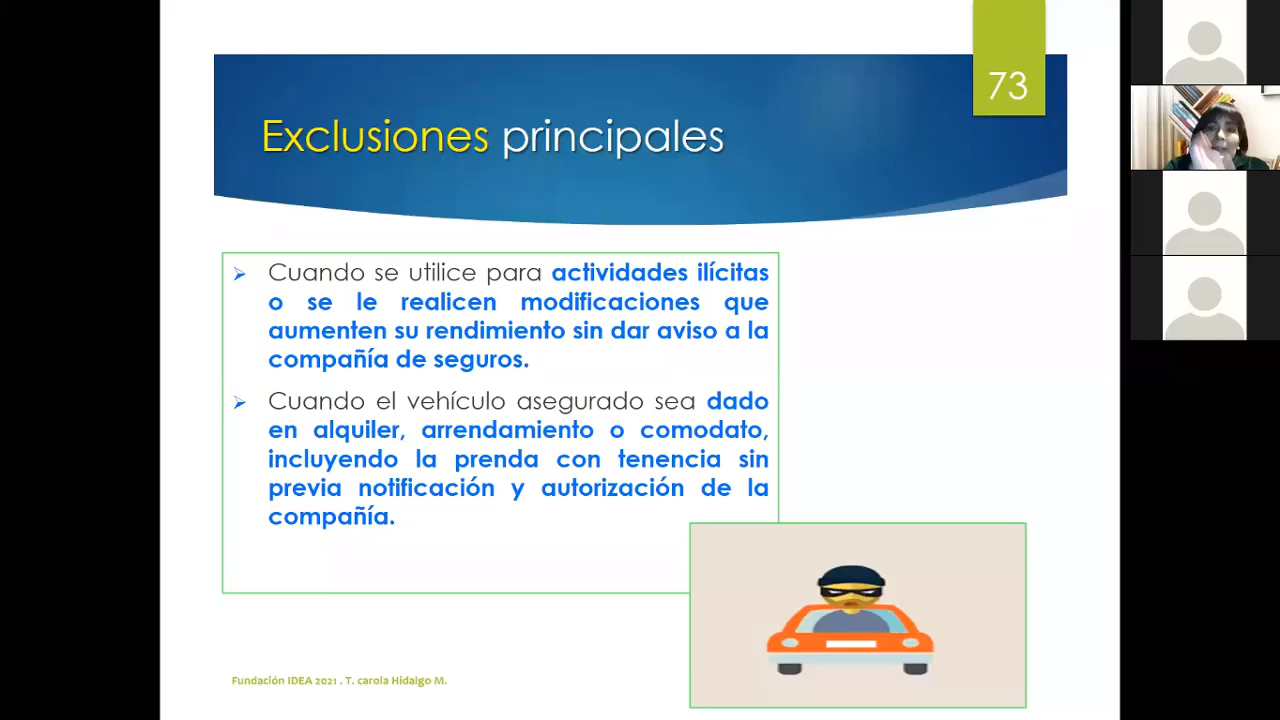 73
Exclusiones principales
Cuando se utilice para actividades ilícitas
o se le realicen modificaciones que
aumenten su rendimiento sin dar aviso a la
compañía de seguros.
Cuando el vehículo asegurado sea dado
en alquiler, arrendamiento o comodato,
incluyendo la prenda con tenencia sin
previa notificación y autorización de la
compañía.
Fundación IDEA 2021 . T. carola Hidalgo M.